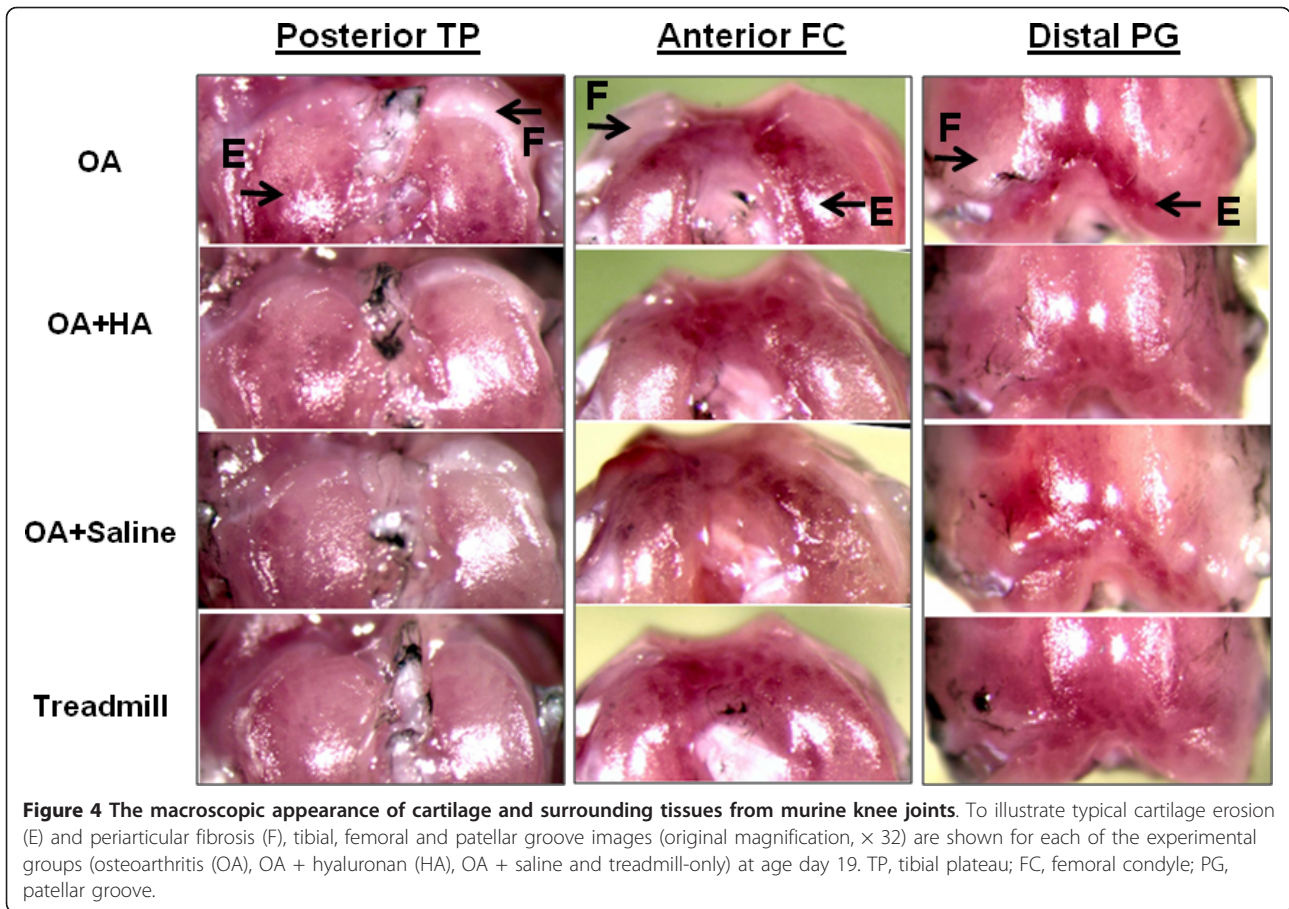 Posterior TP Anterior FC Distal PG
OA
E F F E F E
OA+HA
OA+Saline
Treadmill
Figure 4 The macroscopic appearance of cartilage and surrounding tissues from murine knee joints. To illustrate typical cartilage erosion
(E) and periarticular fibrosis (F), tibial, femoral and patellar groove images (original magnification, × 32) are shown for each of the experimental
groups (osteoarthritis (OA), OA + hyaluronan (HA), OA + saline and treadmill-only) at age day 19. TP, tibial plateau; FC, femoral condyle; PG,
patellar groove.